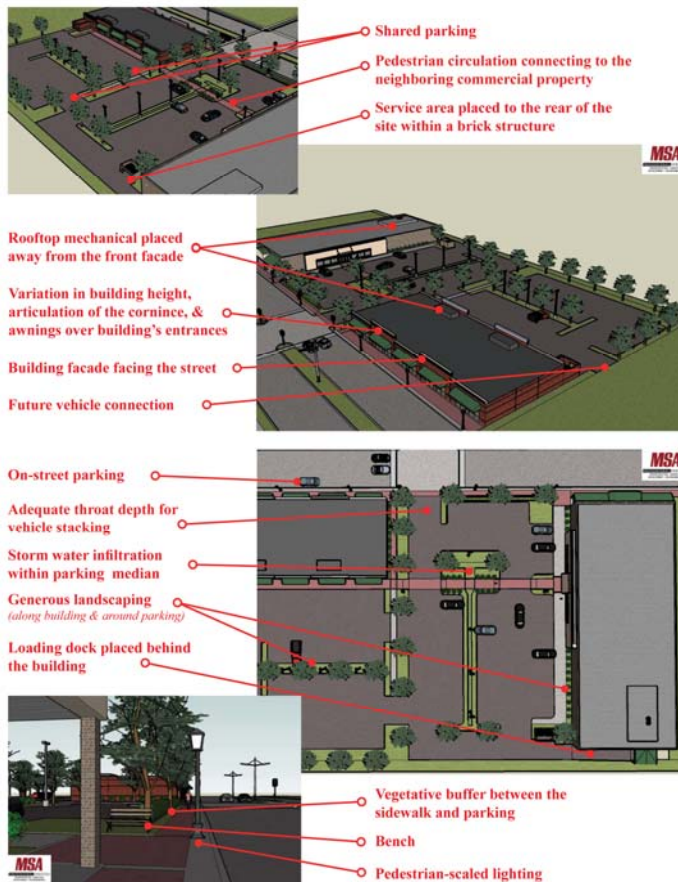 Shared parking
Pedestrian circulation connecting to the
neighboring commercial property
Service area placed to the rear of the
site within a brick structure
MSA
Rooftop mechanical placed
away from the front facade
Variation in building height,
articulation of the cornince, &
awnings over building's entrances
Building facade facing the street
Future vehicle connection
MSA
On-street parking
Adequate throat depth for
vehicle stacking
Storm water infiltration
within parking median
Generous landscaping
(along building & around parking)
Loading dock placed behind
the building
Vegetative buffer between the
sidewalk and parking
Bench
Pedestrian-scaled lighting
MSA